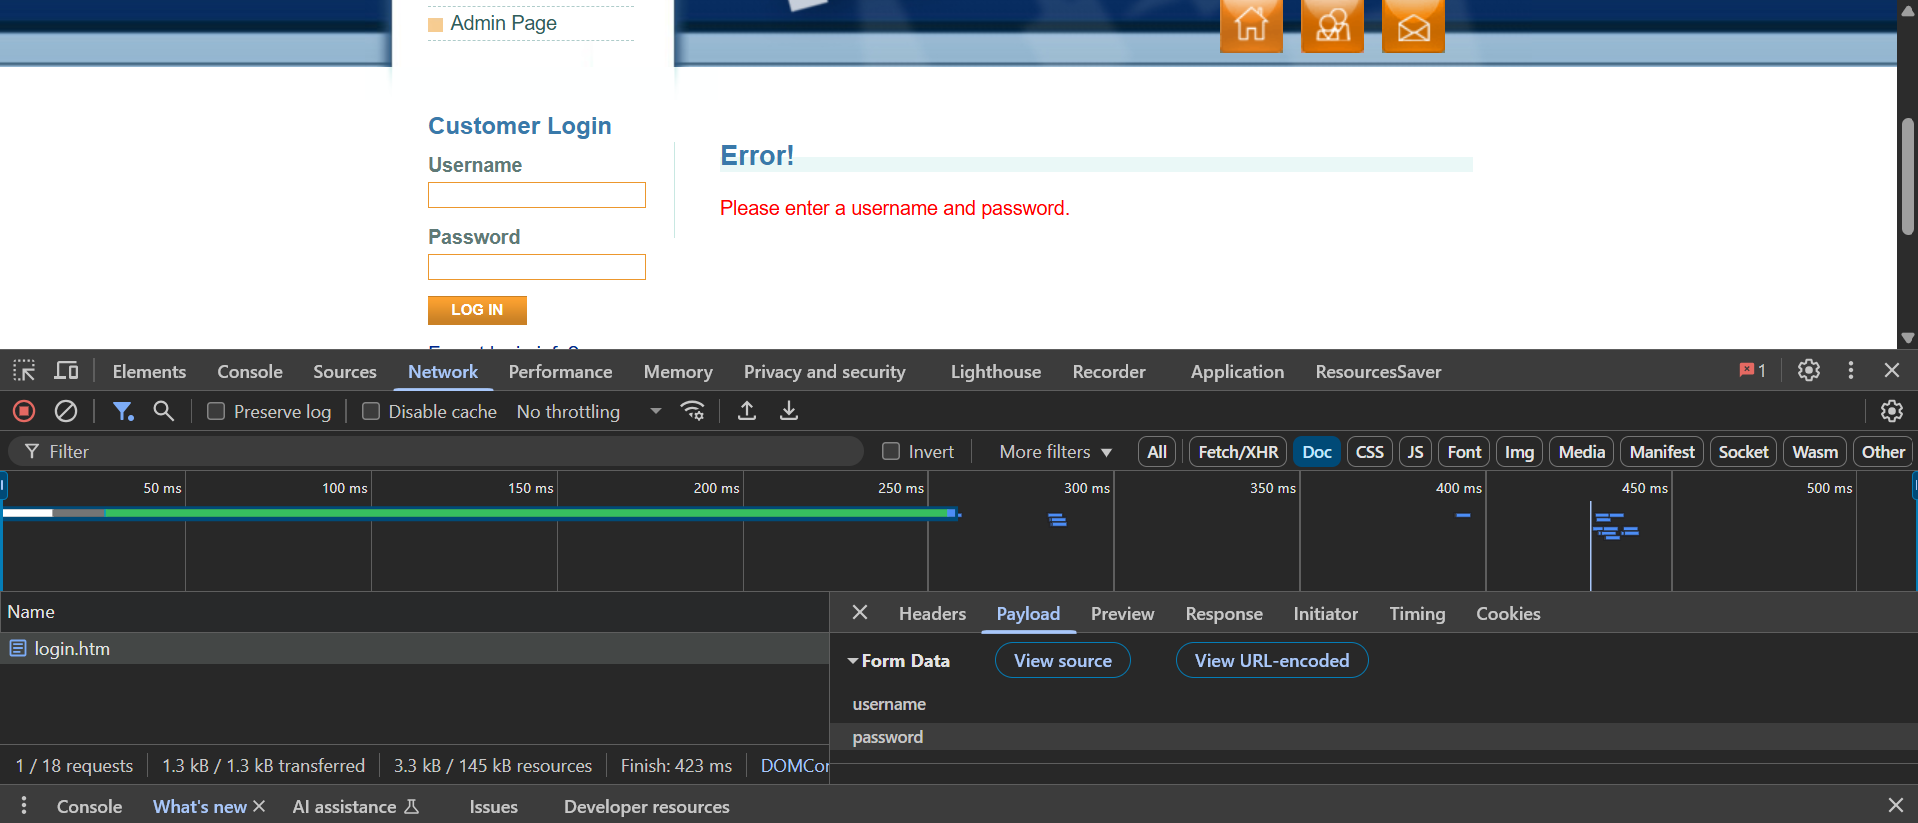 Admin Page
Customer Login
Username
Password
LOG IN
Error!
Please enter a username and password.
Elements Console Sources Network Performance Memory Privacy and security Lighthouse Recorder Application ResourcesSaver 1
Preserve log Disable cache No throttling
Filter Invert More filters All Fetch/XHR Doc CSS JS Font Img Media Manifest Socket Wasm Other
50 ms 100 ms 150 ms 200 ms 250 ms 300 ms 350 ms 400 ms 450 ms 500 ms
Name
login.htm
Headers Payload Preview Response Initiator Timing Cookies
Form Data View source View URL-encoded
username
password
1 / 18 requests 1.3 kB / 1.3 kB transferred 3.3 kB / 145 kB resources Finish: 423 ms DOMCo
Console What's new AI assistance Issues Developer resources